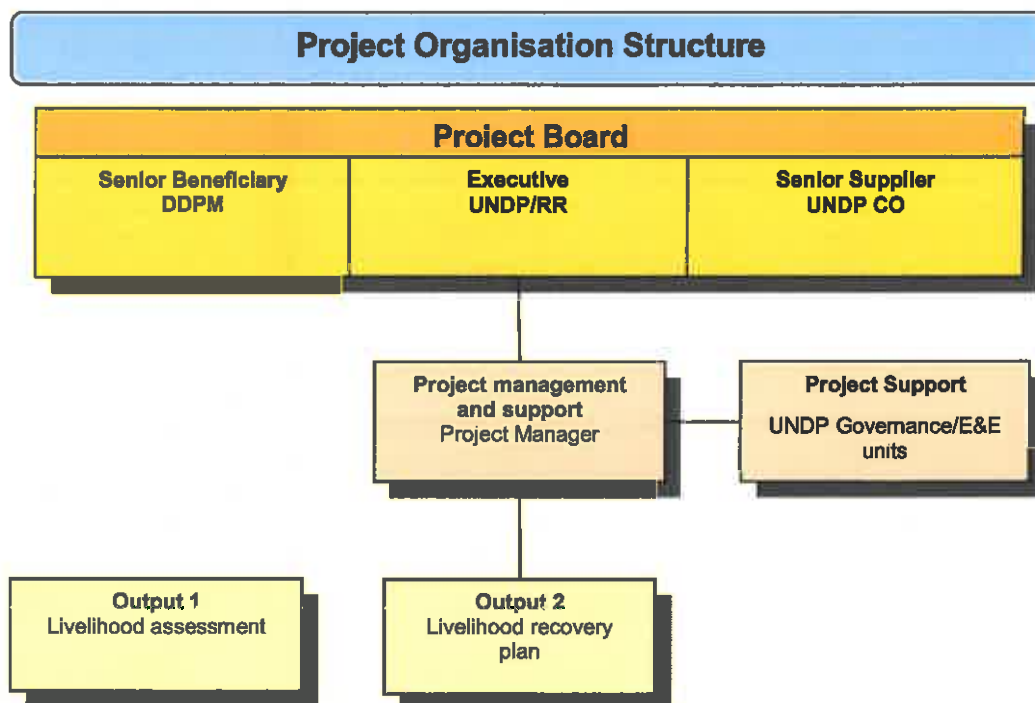 Project Organisation Structure
Project Board
Senior Beneficiary
DDPM
Executive
UNDP/RR
Senior Supplier
UNDP CO
Project management
and support
Project Manager
Project Support
UNDP Governance/E&E
units
Output 1
Livelihood assessment
Output 2
Livelihood recovery
plan